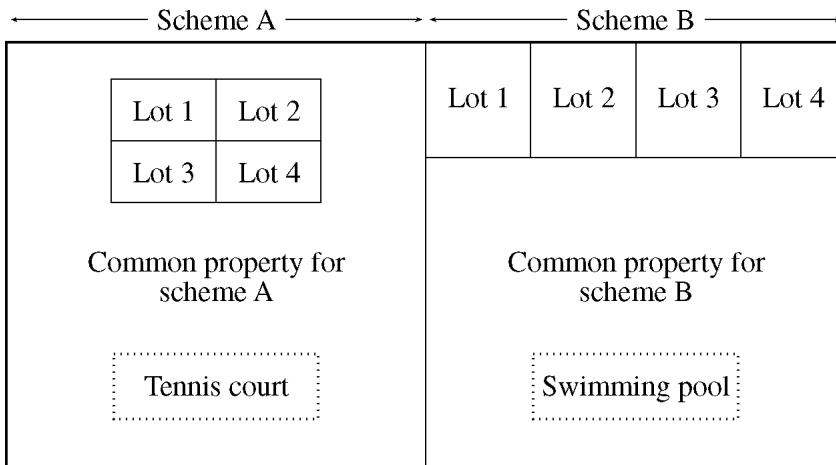 Scheme A
Scheme B
Lot 1
Lot 2
Lot 3
Lot 4
Common property for
scheme A
Tennis court
Lot 1
Lot 2
Lot 3
Lot 4
Common property for
scheme B
Swimming pool